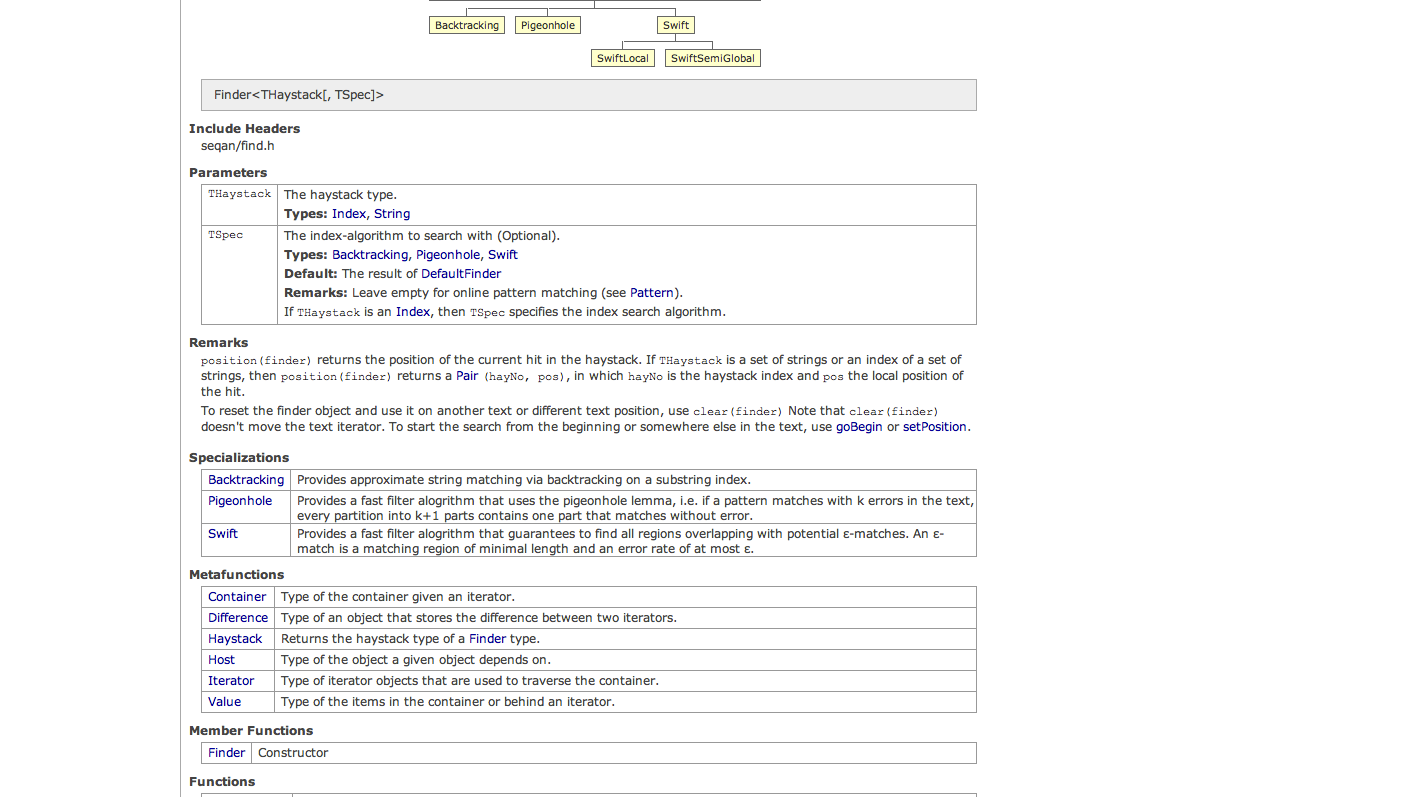 Backtracking Pigeonhole Swift
SwiftLocal SwiftSemiGlobal
Finder<THaystack[, TSpec]>
Include Headers
seqan/find.h
Parameters
THaystack The haystack type.
Types: Index, String
TSpec The index-algorithm to search with (Optional).
Types: Backtracking, Pigeonhole, Swift
Default: The result of DefaultFinder
Remarks: Leave empty for online pattern matching (see Pattern).
If THaystack is an Index, then TSpec specifies the index search algorithm.
Remarks
position(finder) returns the position of the current hit in the haystack. If THaystack is a set of strings or an index of a set of
strings, then position(finder) returns a Pair (hayNo, pos), in which hayNo is the haystack index and pos the local position of
the hit.
To reset the finder object and use it on another text or different text position, use clear(finder) Note that clear(finder)
doesn't move the text iterator. To start the search from the beginning or somewhere else in the text, use goBegin or setPosition.
Specializations
Backtracking Provides approximate string matching via backtracking on a substring index.
Pigeonhole Provides a fast filter alogrithm that uses the pigeonhole lemma, i.e. if a pattern matches with k errors in the text,
every partition into k+1 parts contains one part that matches without error.
Swift Provides a fast filter alogrithm that guarantees to find all regions overlapping with potential ε-matches. An ε-
match is a matching region of minimal length and an error rate of at most ε.
Metafunctions
Container Type of the container given an iterator.
Difference Type of an object that stores the difference between two iterators.
Haystack Returns the haystack type of a Finder type.
Host Type of the object a given object depends on.
Iterator Type of iterator objects that are used to traverse the container.
Value Type of the items in the container or behind an iterator.
Member Functions
Finder Constructor
Functions